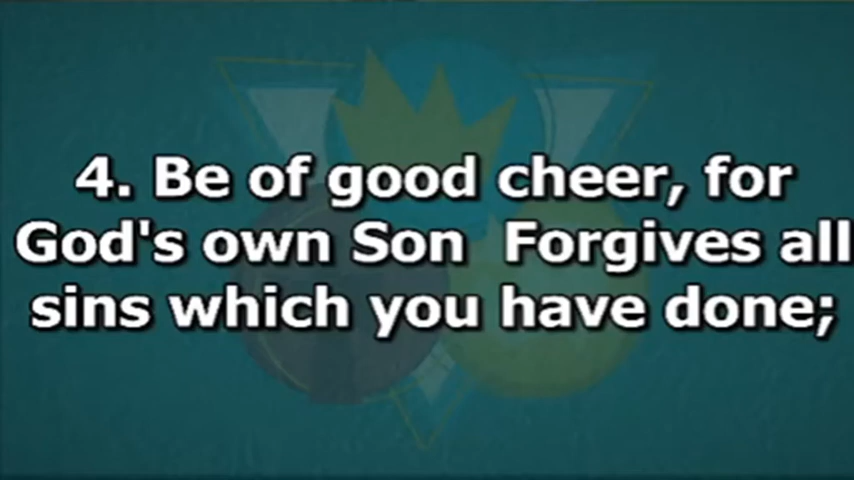 4. Be of good cheer, for
God's own Son  Forgives all
sins which you have done;